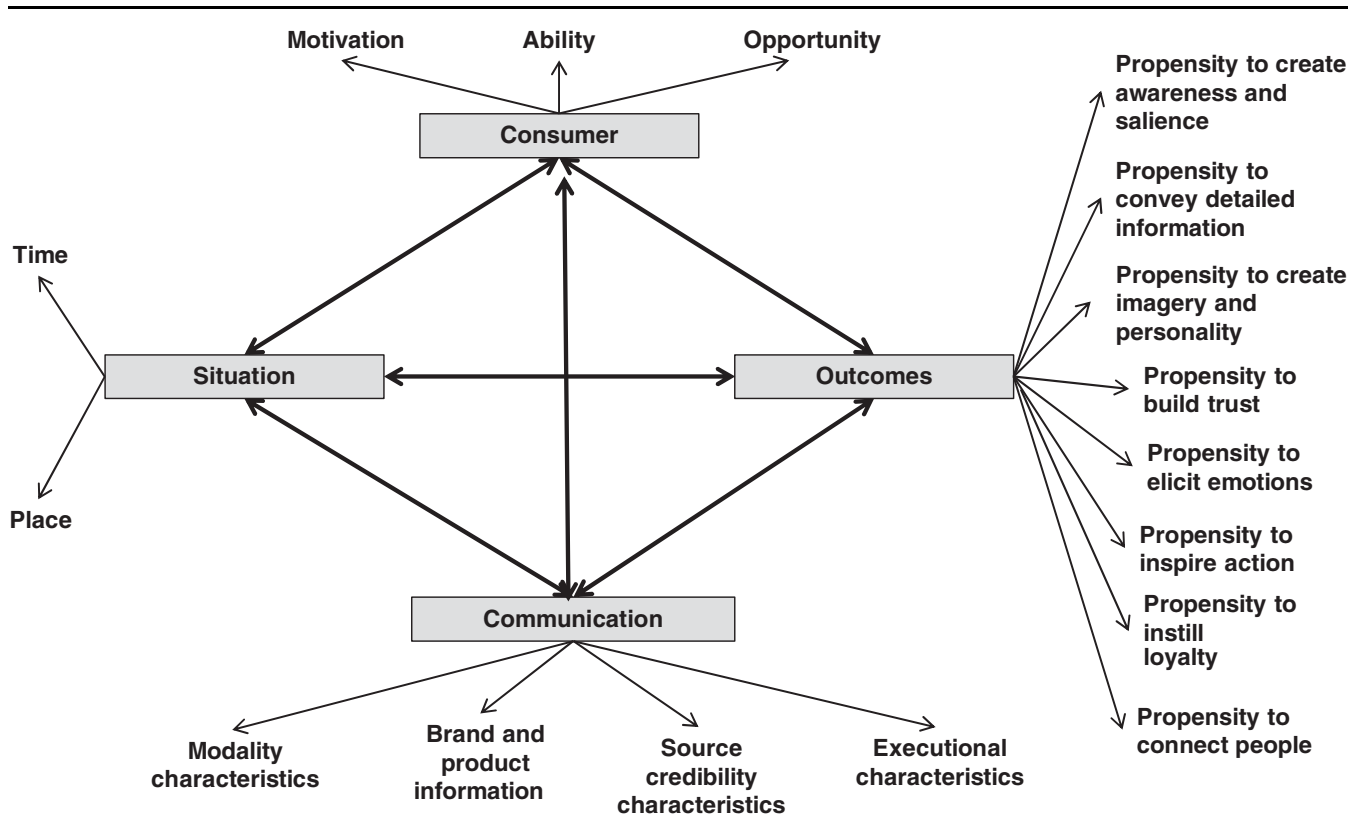 Motivation
Ability
Opportunity
Consumer
Propensity to create
awareness and
salience
Propensity to
convey detailed
information
Propensity to create
imagery and
personality
Time
Situation
Outcomes
Propensity to
build trust
Propensity to
elicit emotions
Place
Propensity to
inspire action
Propensity to
instill
loyalty
Communication
Propensity to
connect people
Modality
characteristics
Brand and
product
information
Source
credibility
characteristics
Executional
characteristics